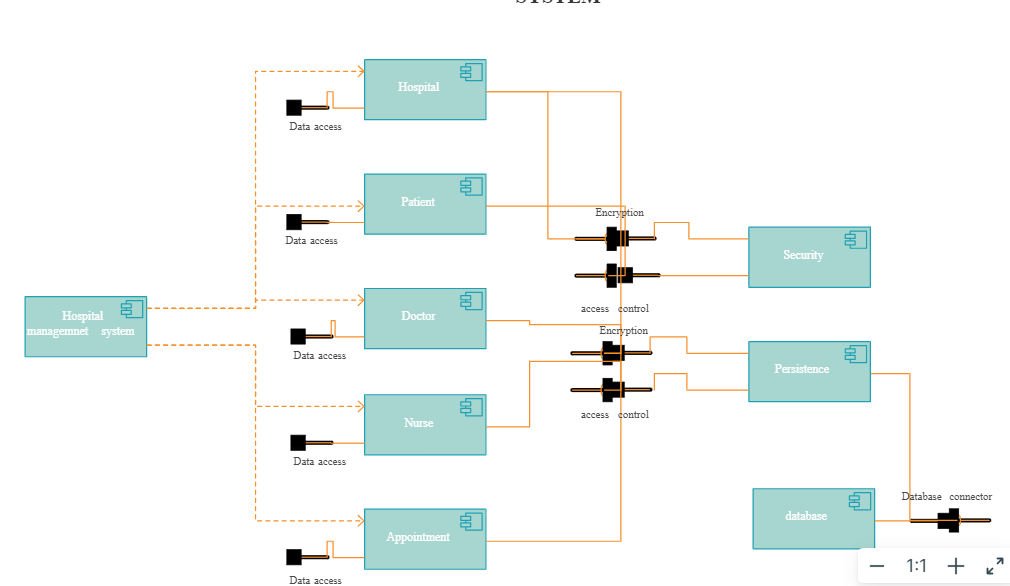 SYSTEM
Hospital
Data access
Patient
Encryption
Data access
Security
Hospital
managemnet system
access control
Doctor
Encryption
Data access
Persistence
access control
Nurse
Data access
Database connector
database
Appointment
1:1
Data access